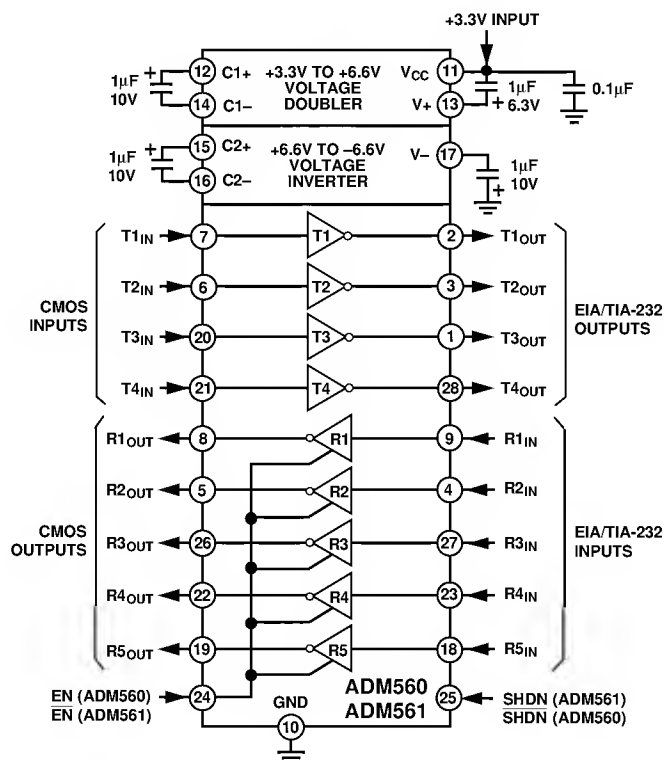 +3.3V INPUT
1µF
10V
+
12
C1+
14
C1–
+3.3V TO +6.6V
VOLTAGE
DOUBLER
VCC
11
V+
13
1µF
6.3V
+
0.1µF
1µF
10V
+
15
C2+
16
C2–
+6.6V TO –6.6V
VOLTAGE
INVERTER
V–
17
1µF
10V
+
CMOS
INPUTS
T1IN
7
T1
2
T1OUT
T2IN
6
T2
3
T2OUT
T3IN
20
T3
1
T3OUT
T4IN
21
T4
28
T4OUT
EIA/TIA-232
OUTPUTS
CMOS
OUTPUTS
R1OUT
8
R1
9
R1IN
R2OUT
5
R2
4
R2IN
R3OUT
26
R3
27
R3IN
R4OUT
22
R4
23
R4IN
R5OUT
19
R5
18
R5IN
EIA/TIA-232
INPUTS
EN (ADM560)
E̅N̅ (ADM561)
24
GND
10
ADM560
ADM561
25
SHDN (ADM561)
S̅H̅D̅N̅ (ADM560)